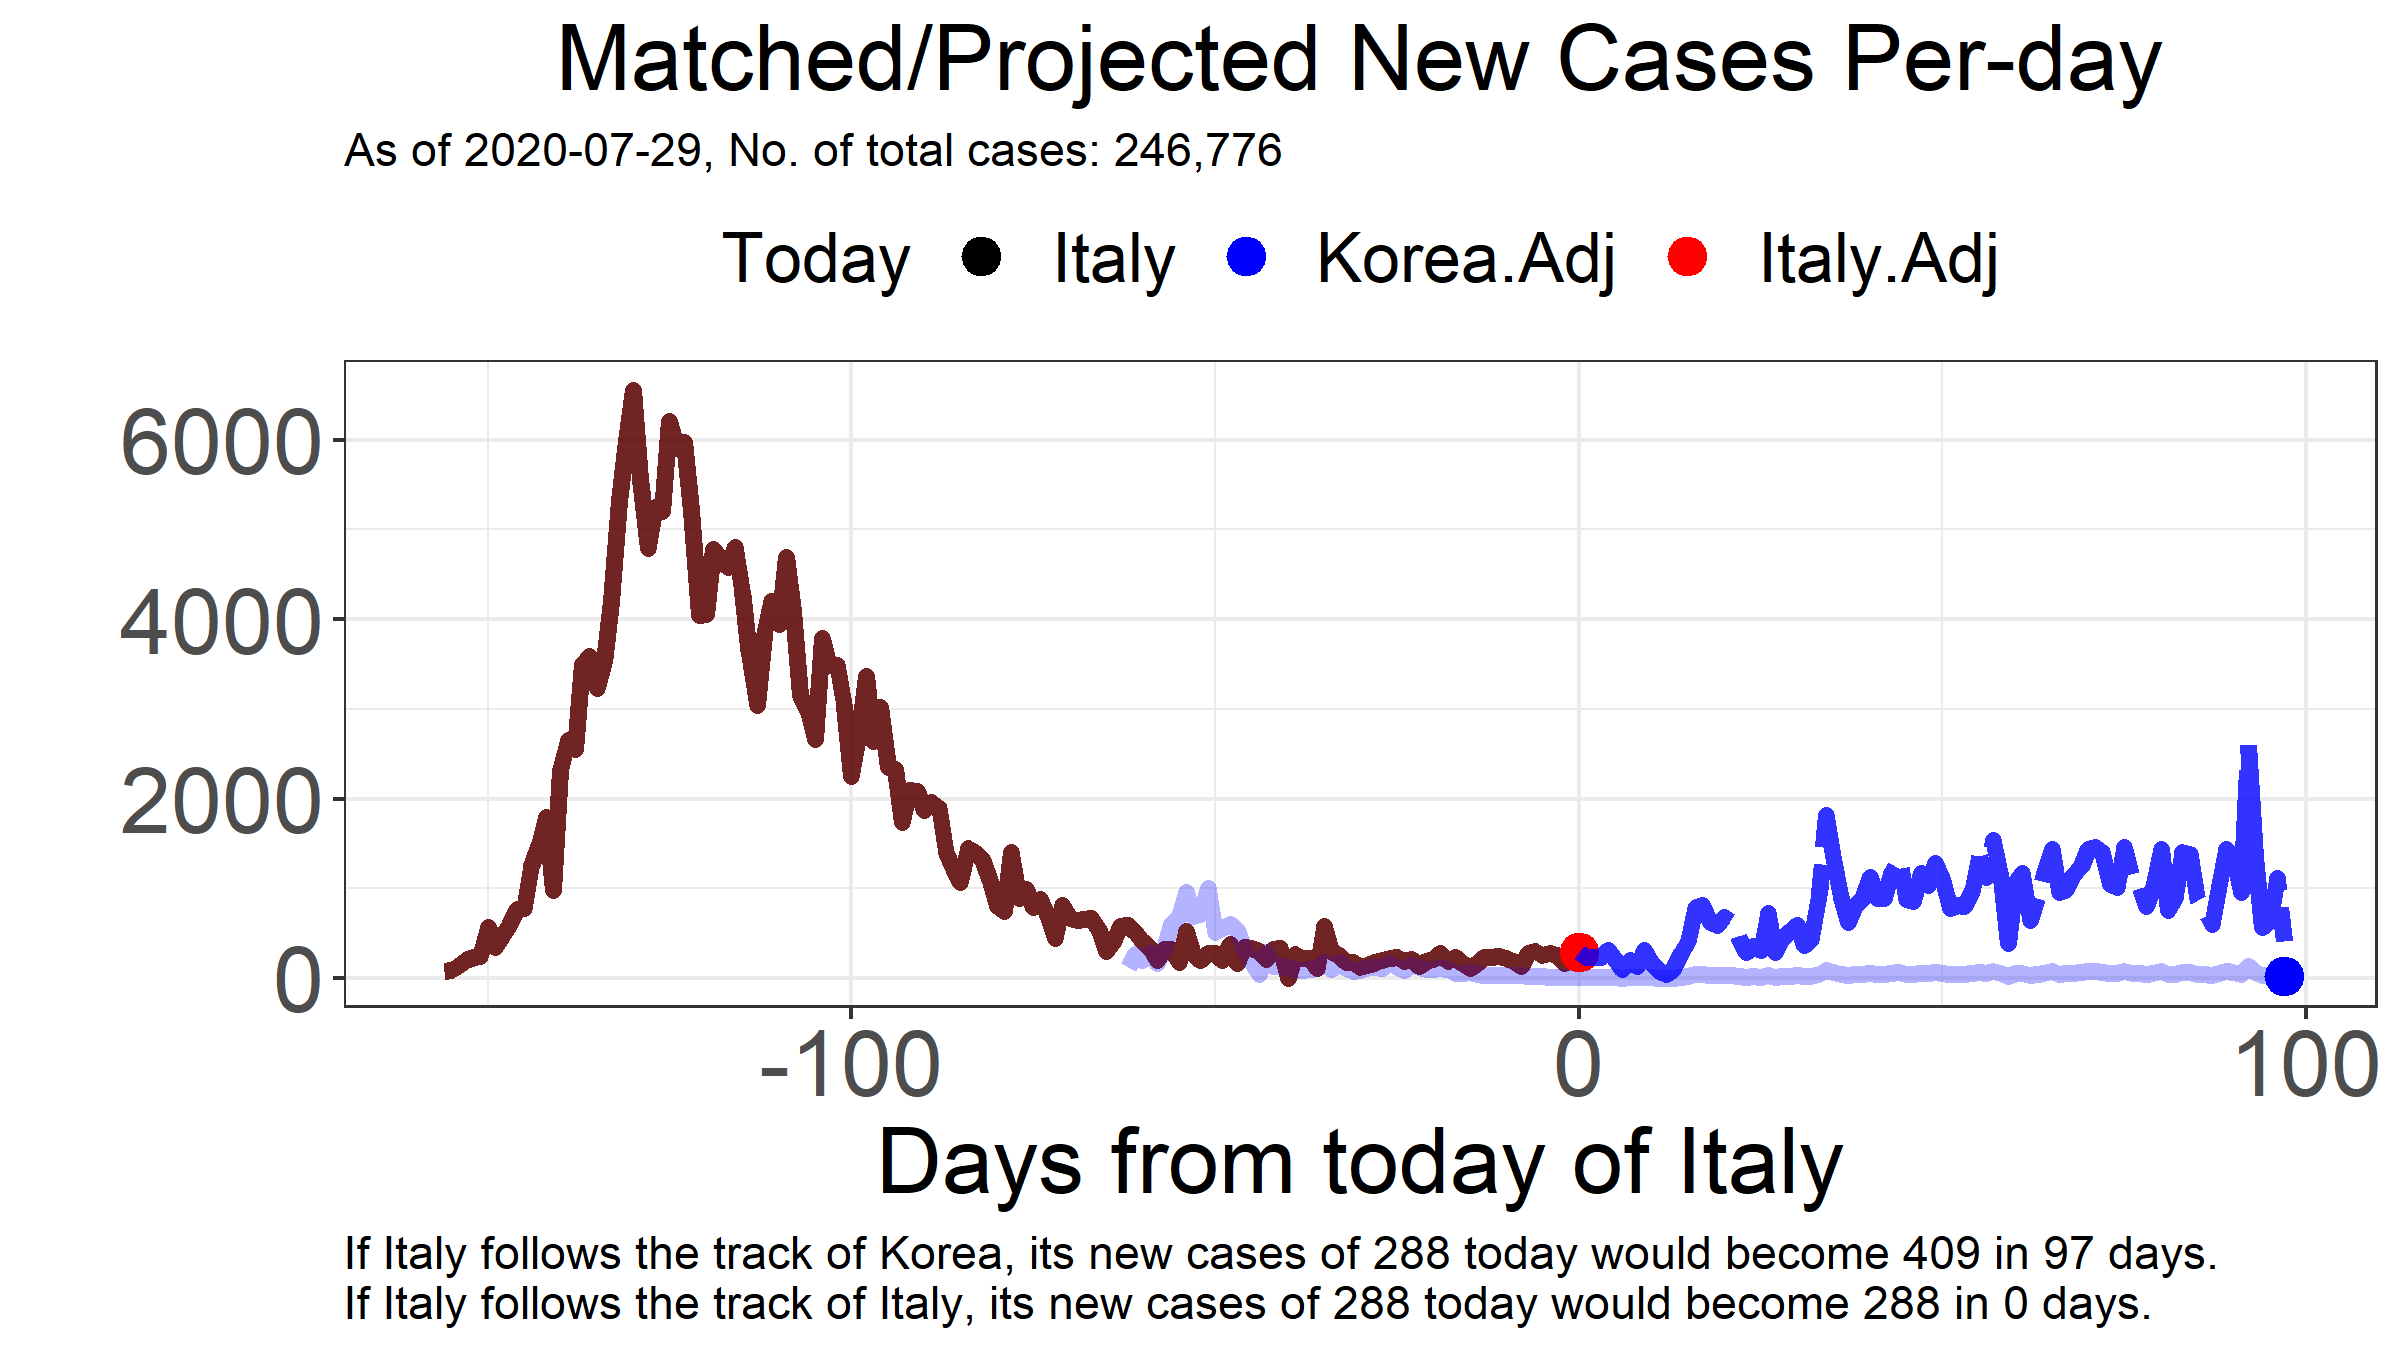 Matched/Projected New Cases Per-day
As of 2020-07-29, No. of total cases: 246,776
Today Italy Korea.Adj Italy.Adj
6000
4000
2000
0
-100 0 100
Days from today of Italy
If Italy follows the track of Korea, its new cases of 288 today would become 409 in 97 days.
If Italy follows the track of Italy, its new cases of 288 today would become 288 in 0 days.